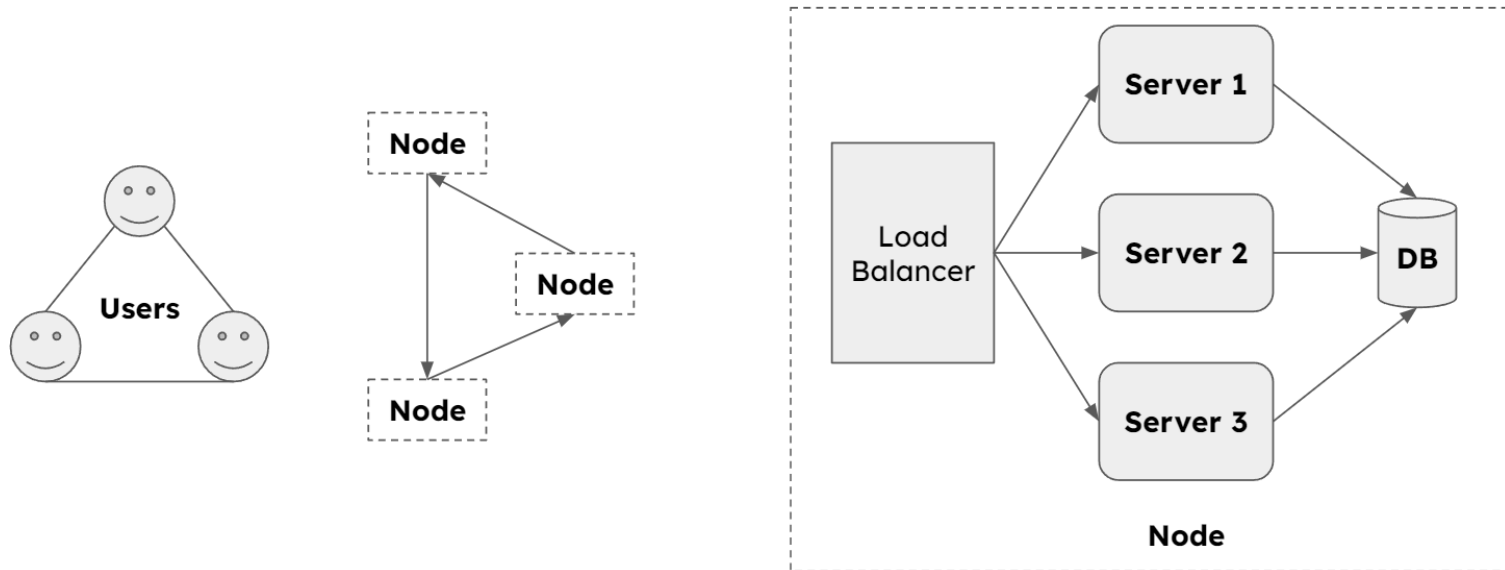 Users
Node
Node
Node
Load
Balancer
Server 1
Server 2
Server 3
DB
Node